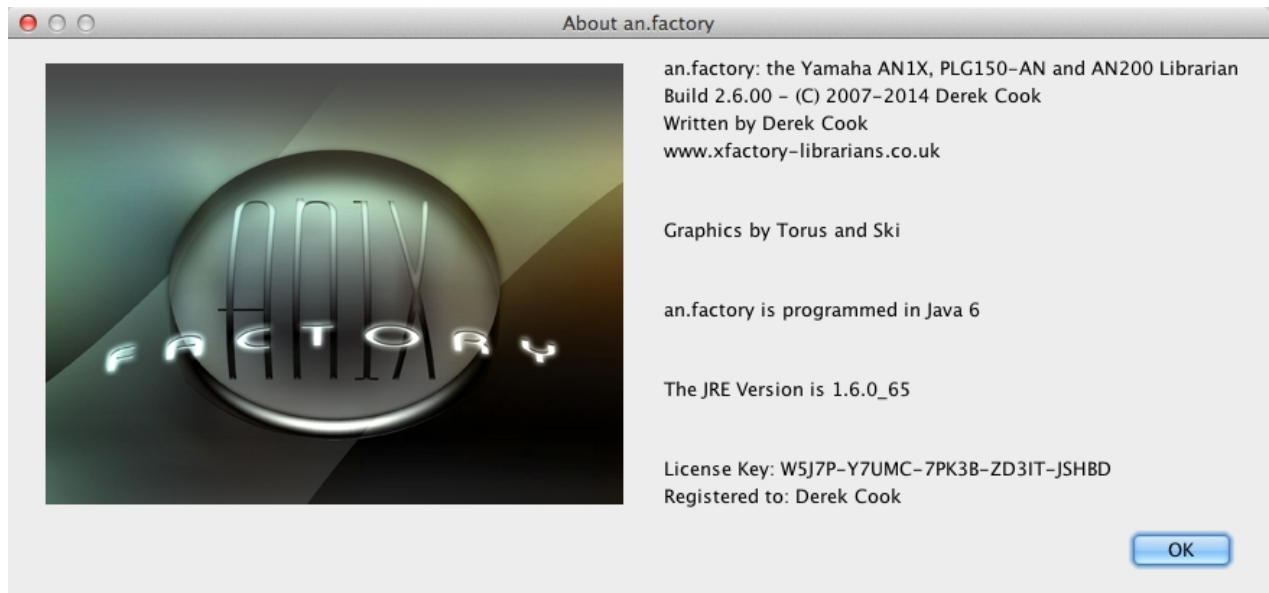 About an.factory
AN1X
FACTORY
an.factory: the Yamaha AN1X, PLG150-AN and AN200 Librarian
Build 2.6.00 - (C) 2007-2014 Derek Cook
Written by Derek Cook
www.xfactory-librarians.co.uk
Graphics by Torus and Ski
an.factory is programmed in Java 6
The JRE Version is 1.6.0_65
License Key: W5J7P-Y7UMC-7PK3B-ZD3IT-JSHBD
Registered to: Derek Cook
OK